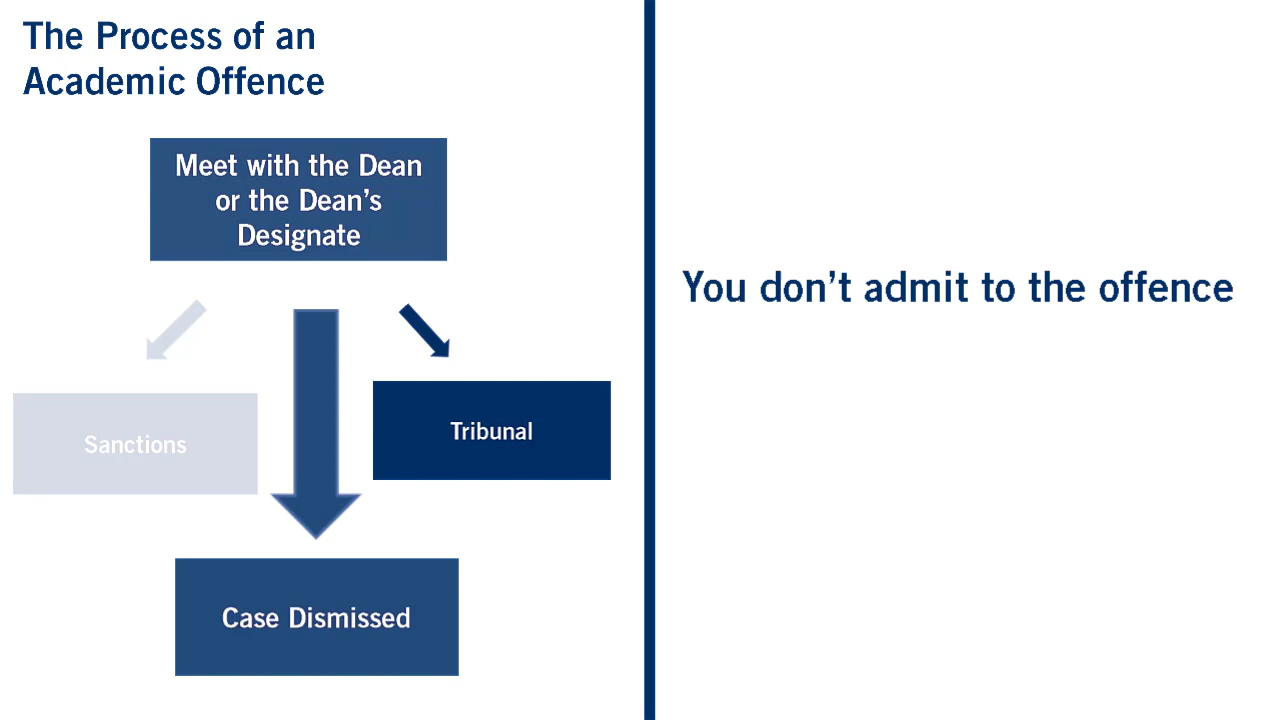 The Process of an
Academic Offence
Meet with the Dean
or the Dean’s
Designate
Sanctions
Tribunal
Case Dismissed
You don’t admit to the offence